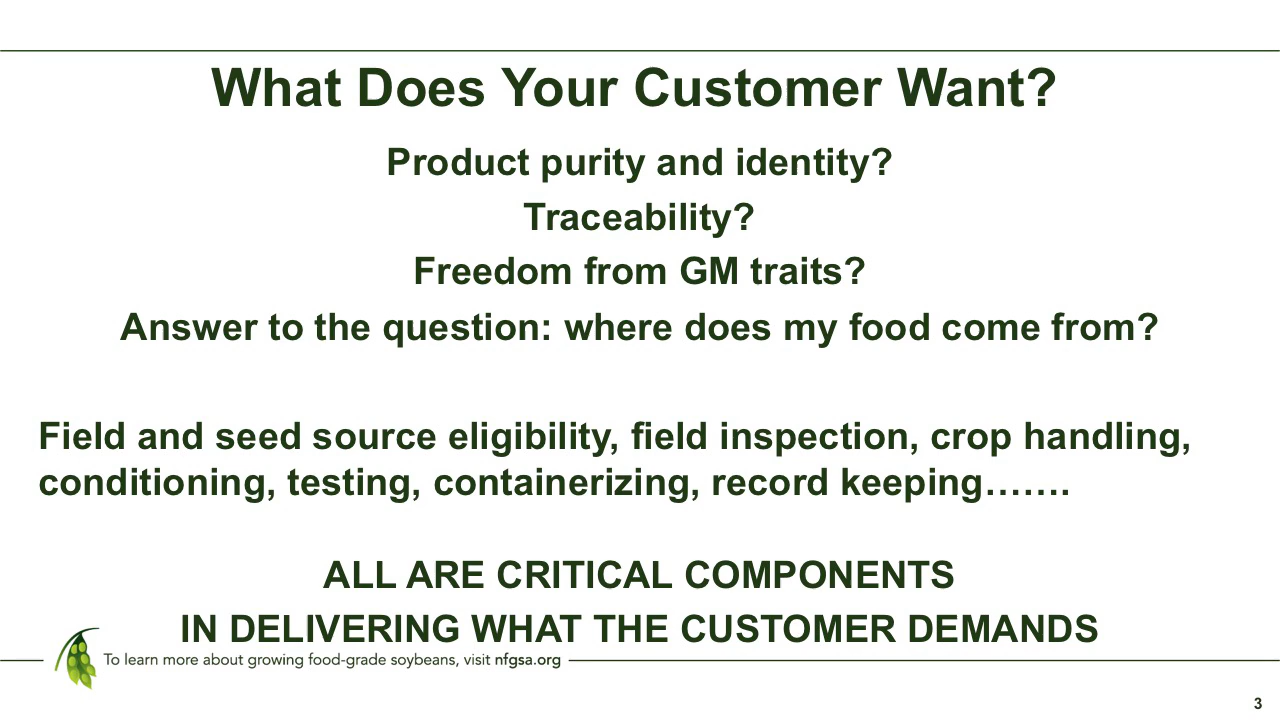 What Does Your Customer Want?
Product purity and identity?
Traceability?
Freedom from GM traits?
Answer to the question: where does my food come from?
Field and seed source eligibility, field inspection, crop handling,
conditioning, testing, containerizing, record keeping…….
ALL ARE CRITICAL COMPONENTS
IN DELIVERING WHAT THE CUSTOMER DEMANDS
To learn more about growing food-grade soybeans, visit nfgsa.org
3